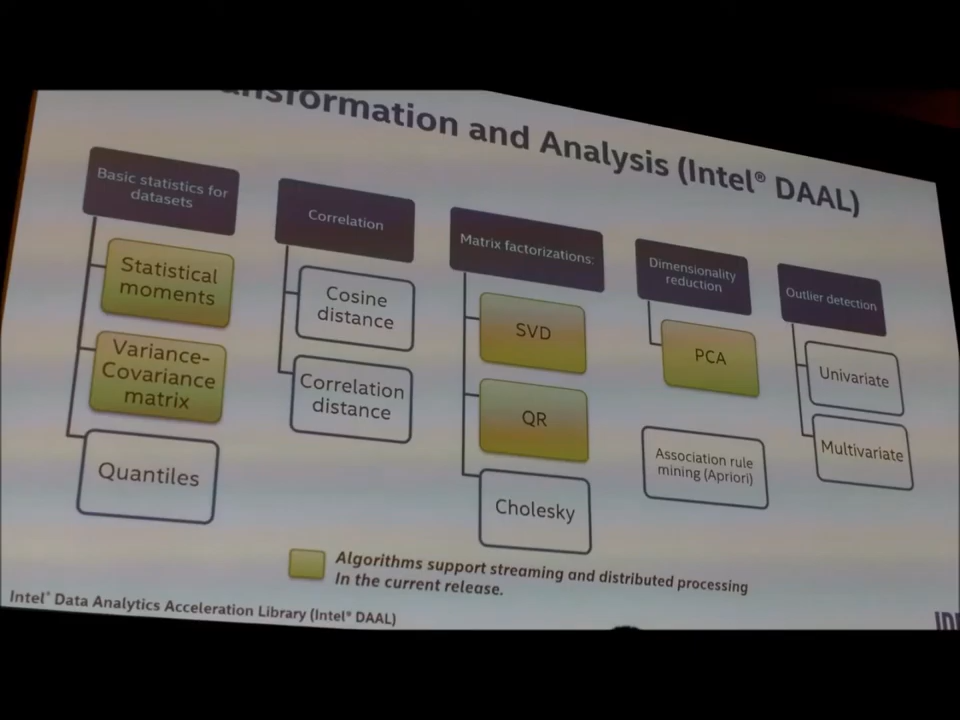 and Analysis (Intel® DAAL)
Basic statistics for
datasets
Statistical
moments
Variance-
Covariance
matrix
Quantiles
Correlation
Cosine
distance
Correlation
distance
Matrix factorizations:
SVD
QR
Cholesky
Dimensionality
reduction
PCA
Association rule
mining (Apriori)
Outlier detection
Univariate
Multivariate
Algorithms support streaming and distributed processing
In the current release.
Intel® Data Analytics Acceleration Library (Intel® DAAL)